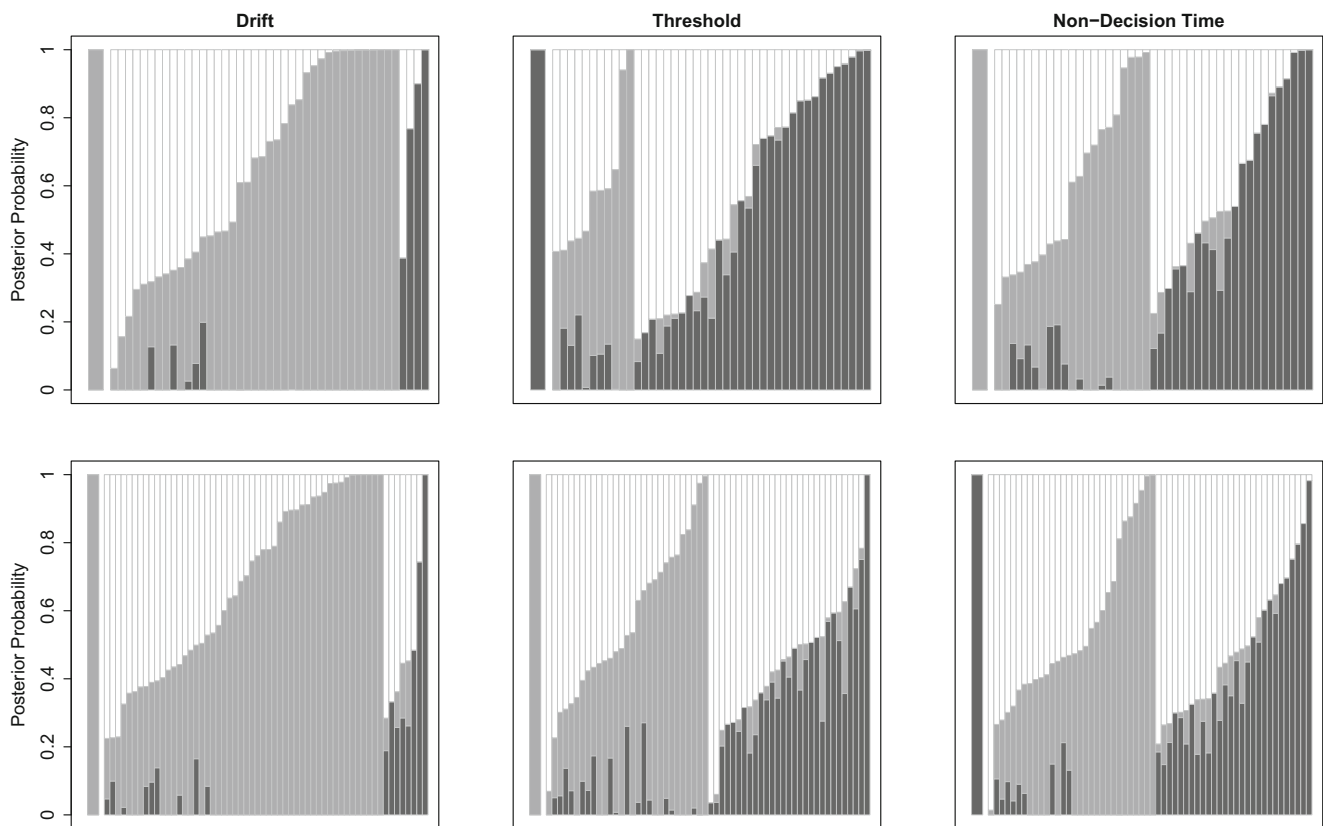 Drift
Threshold
Non−Decision Time
Posterior Probability
1
0.8
0.6
0.4
0.2
0
Posterior Probability
1
0.8
0.6
0.4
0.2
0